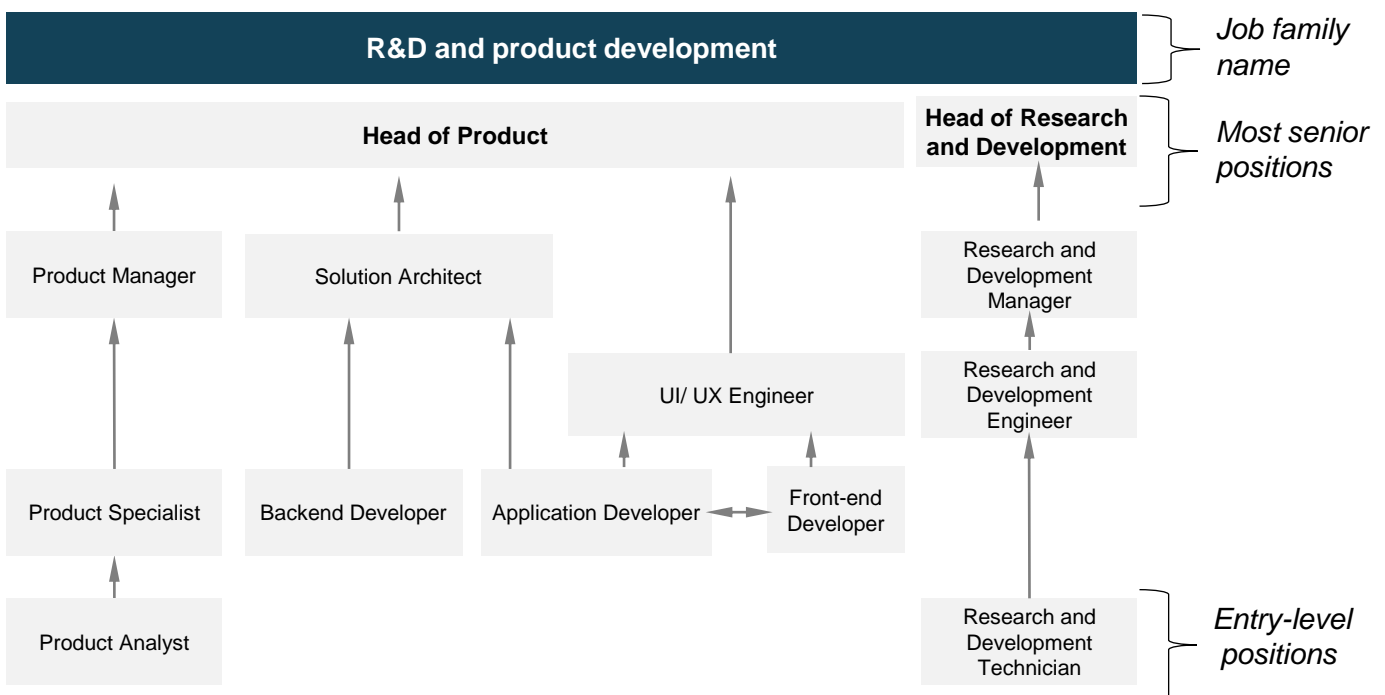 R&D and product development
Job family
name
Head of Product
Head of Research
and Development
Most senior
positions
Product Manager
Solution Architect
Research and
Development
Manager
UI/ UX Engineer
Research and
Development
Engineer
Product Specialist
Backend Developer
Application Developer
Front-end
Developer
Product Analyst
Research and
Development
Technician
Entry-level
positions